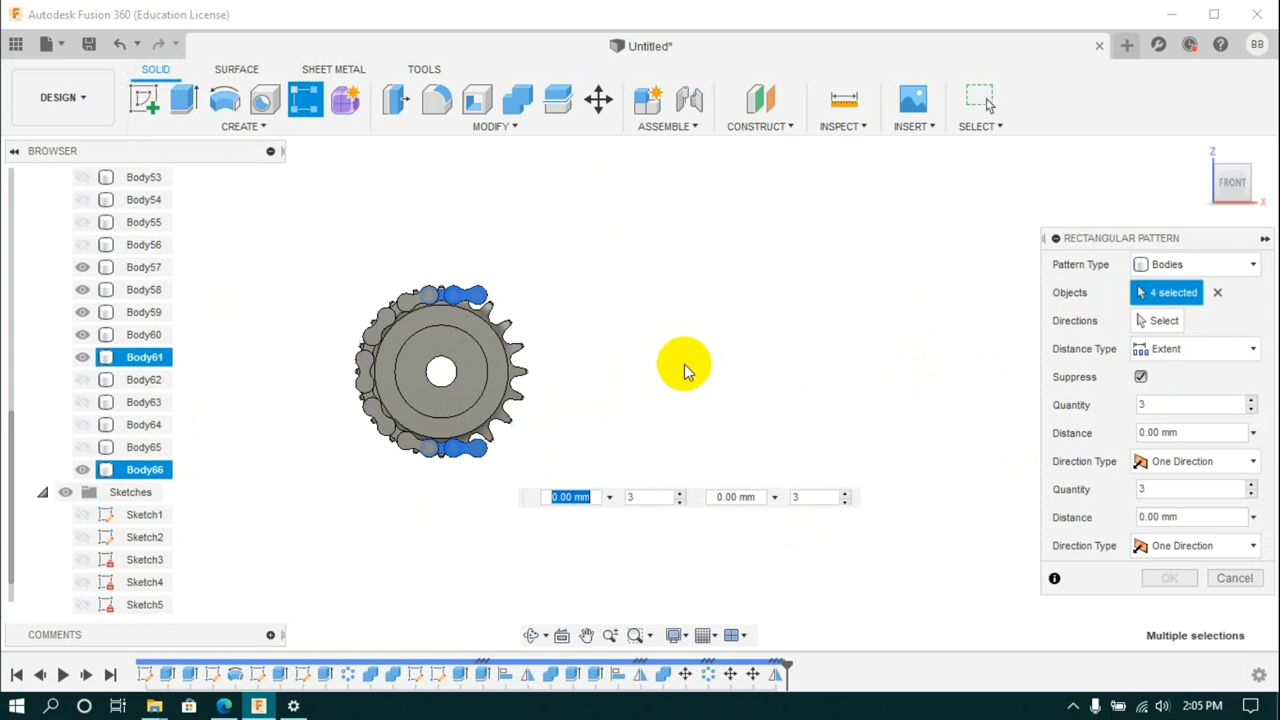 Autodesk Fusion 360 (Education License)
Untitled*
BB
SOLID
SURFACE
SHEET METAL
TOOLS
DESIGN
CREATE
MODIFY
ASSEMBLE
CONSTRUCT
INSPECT
INSERT
SELECT
BROWSER
Body53
Body54
Body55
Body56
Body57
Body58
Body59
Body60
Body61
Body62
Body63
Body64
Body65
Body66
Sketches
Sketch1
Sketch2
Sketch3
Sketch4
Sketch5
COMMENTS
Z
FRONT
X
RECTANGULAR PATTERN
Pattern Type Bodies
Objects 4 selected
Directions Select
Distance Type Extent
Suppress
Quantity 3
Distance 0.00 mm
Direction Type One Direction
Quantity 3
Distance 0.00 mm
Direction Type One Direction
OK Cancel
0.00 mm 3 0.00 mm 3
Multiple selections
2:05 PM